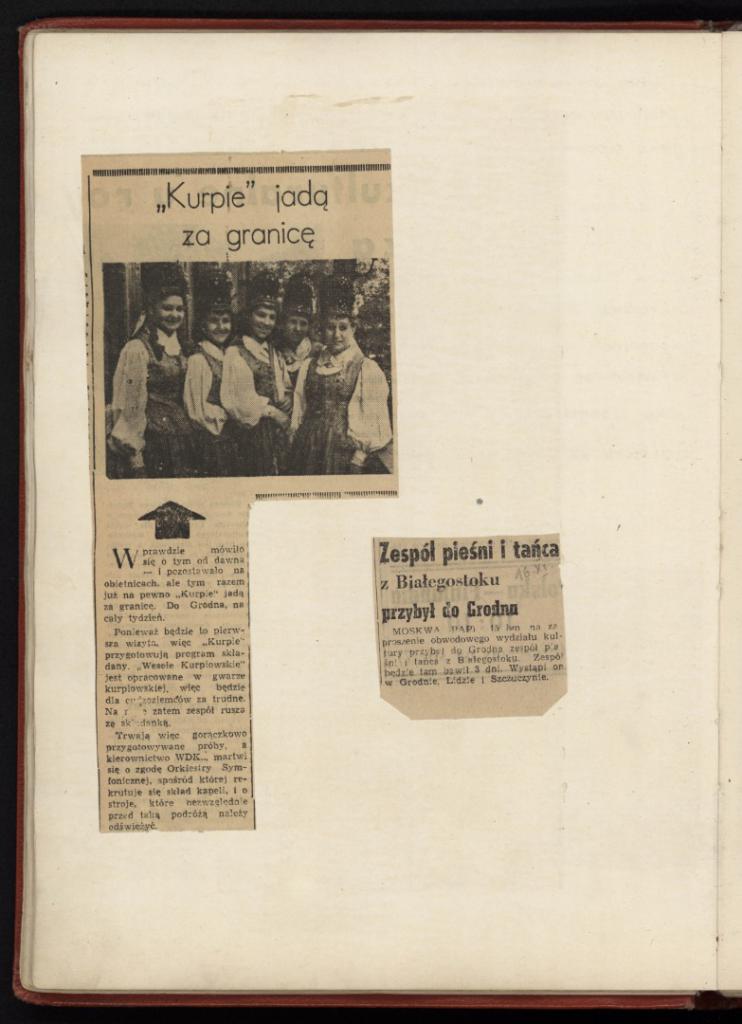 „Kurpie” jadą
za granicę
Wprawdzie mówiło
się o tym od dawna
— i pozostawało na
obietnicach, ale tym razem
już na pewno „Kurpie” jadą
za granicę. Do Grodna, na
cały tydzień.
Ponieważ będzie to pierw-
sza wizyta, więc „Kurpie”
przygotowują program skła-
dany. „Wesele Kurpiowskie”
jest opracowane w gwarze
kurpiowskiej, więc będzie
dla cudzoziemców za trudne.
Na zatem zespół rusza
ze składanką.
Trwają więc gorączkowo
przygotowywane próby, a
kierownictwo WDK martwi
się o zgodę Orkiestry Sym-
fonicznej, spośród której re-
krutuje się skład kapeli, i o
stroje, które bezwzględnie
przed taką podróżą należy
odświeżyć.
Zespół pieśni i tańca
z Białegostoku
przybył do Grodna
MOSKWA (PAP). 15 bm na za
proszenie obwodowego wydziału kul
tury przybył do Grodna zespół pie
śni i tańca z Białegostoku. Zespół
będzie tam bawił 3 dni. Wystąpi on
w Grodnie, Lidzie i Szczuczynie.